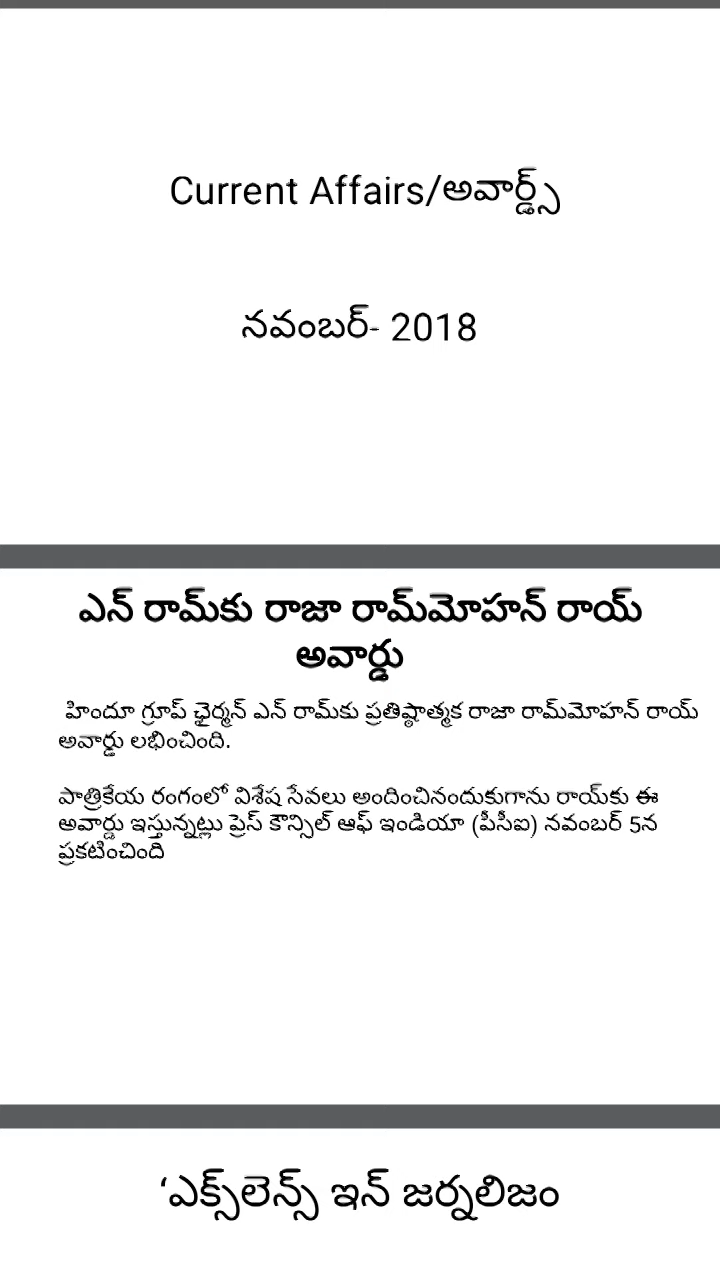 Current Affairs/అవార్డ్స్
నవంబర్- 2018
ఎన్ రామ్‌కు రాజా రామ్‌మోహన్ రాయ్
అవార్డు
హిందూ గ్రూప్ ఛైర్మన్ ఎన్ రామ్‌కు ప్రతిష్ఠాత్మక రాజా రామ్‌మోహన్ రాయ్
అవార్డు లభించింది.
పాత్రికేయ రంగంలో విశేష సేవలు అందించినందుకుగాను రాయ్‌కు ఈ
అవార్డు ఇస్తున్నట్లు ప్రెస్ కౌన్సిల్ ఆఫ్ ఇండియా (పీసీఐ) నవంబర్ 5న
ప్రకటించింది
‘ఎక్స్‌లెన్స్ ఇన్ జర్నలిజం